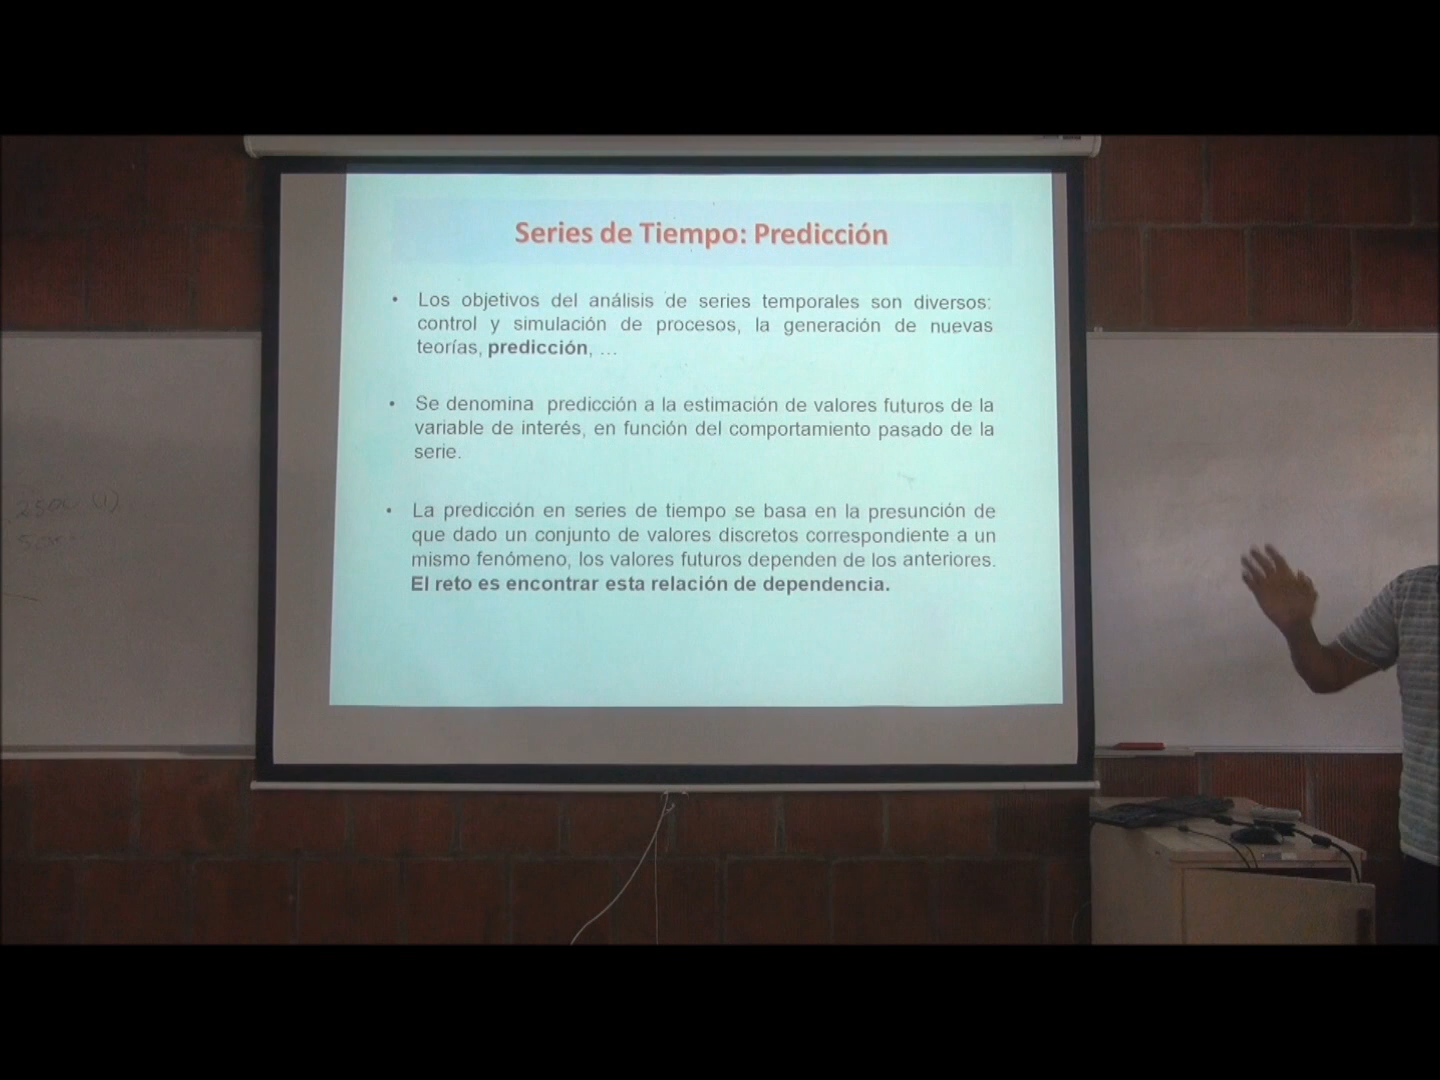 Series de Tiempo: Predicción
• Los objetivos del análisis de series temporales son diversos:
control y simulación de procesos, la generación de nuevas
teorías, predicción, ...
• Se denomina predicción a la estimación de valores futuros de la
variable de interés, en función del comportamiento pasado de la
serie.
• La predicción en series de tiempo se basa en la presunción de
que dado un conjunto de valores discretos correspondiente a un
mismo fenómeno, los valores futuros dependen de los anteriores.
El reto es encontrar esta relación de dependencia.